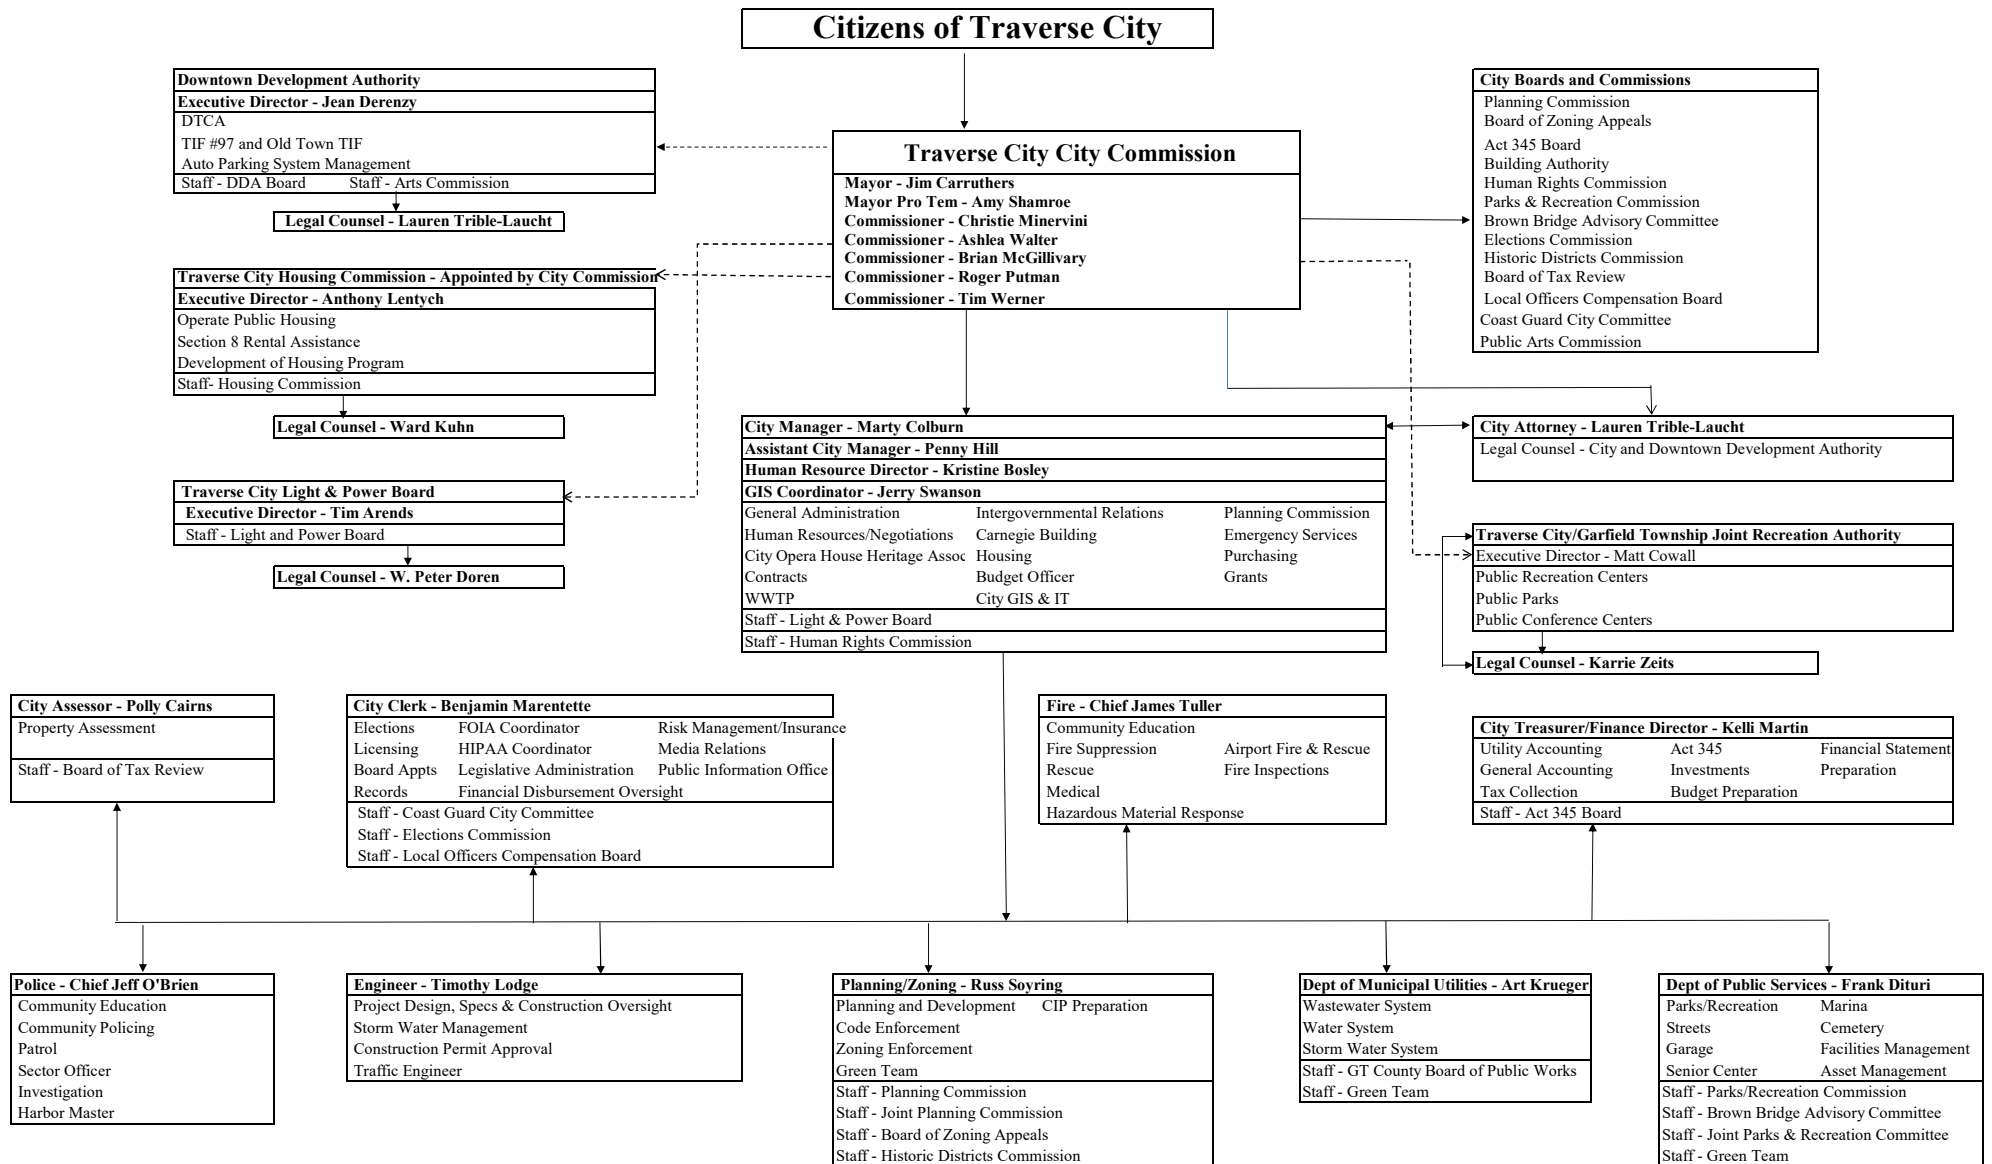 Citizens of Traverse City
Downtown Development Authority
Executive Director - Jean Derenzy
DTCA
TIF #97 and Old Town TIF
Auto Parking System Management
Staff - DDA Board Staff - Arts Commission
Legal Counsel - Lauren Trible-Laucht
Traverse City City Commission
Mayor - Jim Carruthers
Mayor Pro Tem - Amy Shamroe
Commissioner - Christie Minervini
Commissioner - Ashlea Walter
Commissioner - Brian McGillivary
Commissioner - Roger Putman
Commissioner - Tim Werner
City Boards and Commissions
Planning Commission
Board of Zoning Appeals
Act 345 Board
Building Authority
Human Rights Commission
Parks & Recreation Commission
Brown Bridge Advisory Committee
Elections Commission
Historic Districts Commission
Board of Tax Review
Local Officers Compensation Board
Coast Guard City Committee
Public Arts Commission
Traverse City Housing Commission - Appointed by City Commission
Executive Director - Anthony Lentych
Operate Public Housing
Section 8 Rental Assistance
Development of Housing Program
Staff- Housing Commission
Legal Counsel - Ward Kuhn
Traverse City Light & Power Board
Executive Director - Tim Arends
Staff - Light and Power Board
Legal Counsel - W. Peter Doren
City Manager - Marty Colburn
Assistant City Manager - Penny Hill
Human Resource Director - Kristine Bosley
GIS Coordinator - Jerry Swanson
General Administration Intergovernmental Relations Planning Commission
Human Resources/Negotiations Carnegie Building Emergency Services
City Opera House Heritage Assoc Housing Purchasing
Contracts Budget Officer Grants
WWTP City GIS & IT
Staff - Light & Power Board
Staff - Human Rights Commission
City Attorney - Lauren Trible-Laucht
Legal Counsel - City and Downtown Development Authority
Traverse City/Garfield Township Joint Recreation Authority
Executive Director - Matt Cowall
Public Recreation Centers
Public Parks
Public Conference Centers
Legal Counsel - Karrie Zeits
City Assessor - Polly Cairns
Property Assessment
Staff - Board of Tax Review
City Clerk - Benjamin Marentette
Elections FOIA Coordinator Risk Management/Insurance
Licensing HIPAA Coordinator Media Relations
Board Appts Legislative Administration Public Information Office
Records Financial Disbursement Oversight
Staff - Coast Guard City Committee
Staff - Elections Commission
Staff - Local Officers Compensation Board
Fire - Chief James Tuller
Community Education
Fire Suppression Airport Fire & Rescue
Rescue Fire Inspections
Medical
Hazardous Material Response
City Treasurer/Finance Director - Kelli Martin
Utility Accounting Act 345 Financial Statement
General Accounting Investments Preparation
Tax Collection Budget Preparation
Staff - Act 345 Board
Police - Chief Jeff O'Brien
Community Education
Community Policing
Patrol
Sector Officer
Investigation
Harbor Master
Engineer - Timothy Lodge
Project Design, Specs & Construction Oversight
Storm Water Management
Construction Permit Approval
Traffic Engineer
Planning/Zoning - Russ Soyring
Planning and Development CIP Preparation
Code Enforcement
Zoning Enforcement
Green Team
Staff - Planning Commission
Staff - Joint Planning Commission
Staff - Board of Zoning Appeals
Staff - Historic Districts Commission
Dept of Municipal Utilities - Art Krueger
Wastewater System
Water System
Storm Water System
Staff - GT County Board of Public Works
Staff - Green Team
Dept of Public Services - Frank Dituri
Parks/Recreation Marina
Streets Cemetery
Garage Facilities Management
Senior Center Asset Management
Staff - Parks/Recreation Commission
Staff - Brown Bridge Advisory Committee
Staff - Joint Parks & Recreation Committee
Staff - Green Team